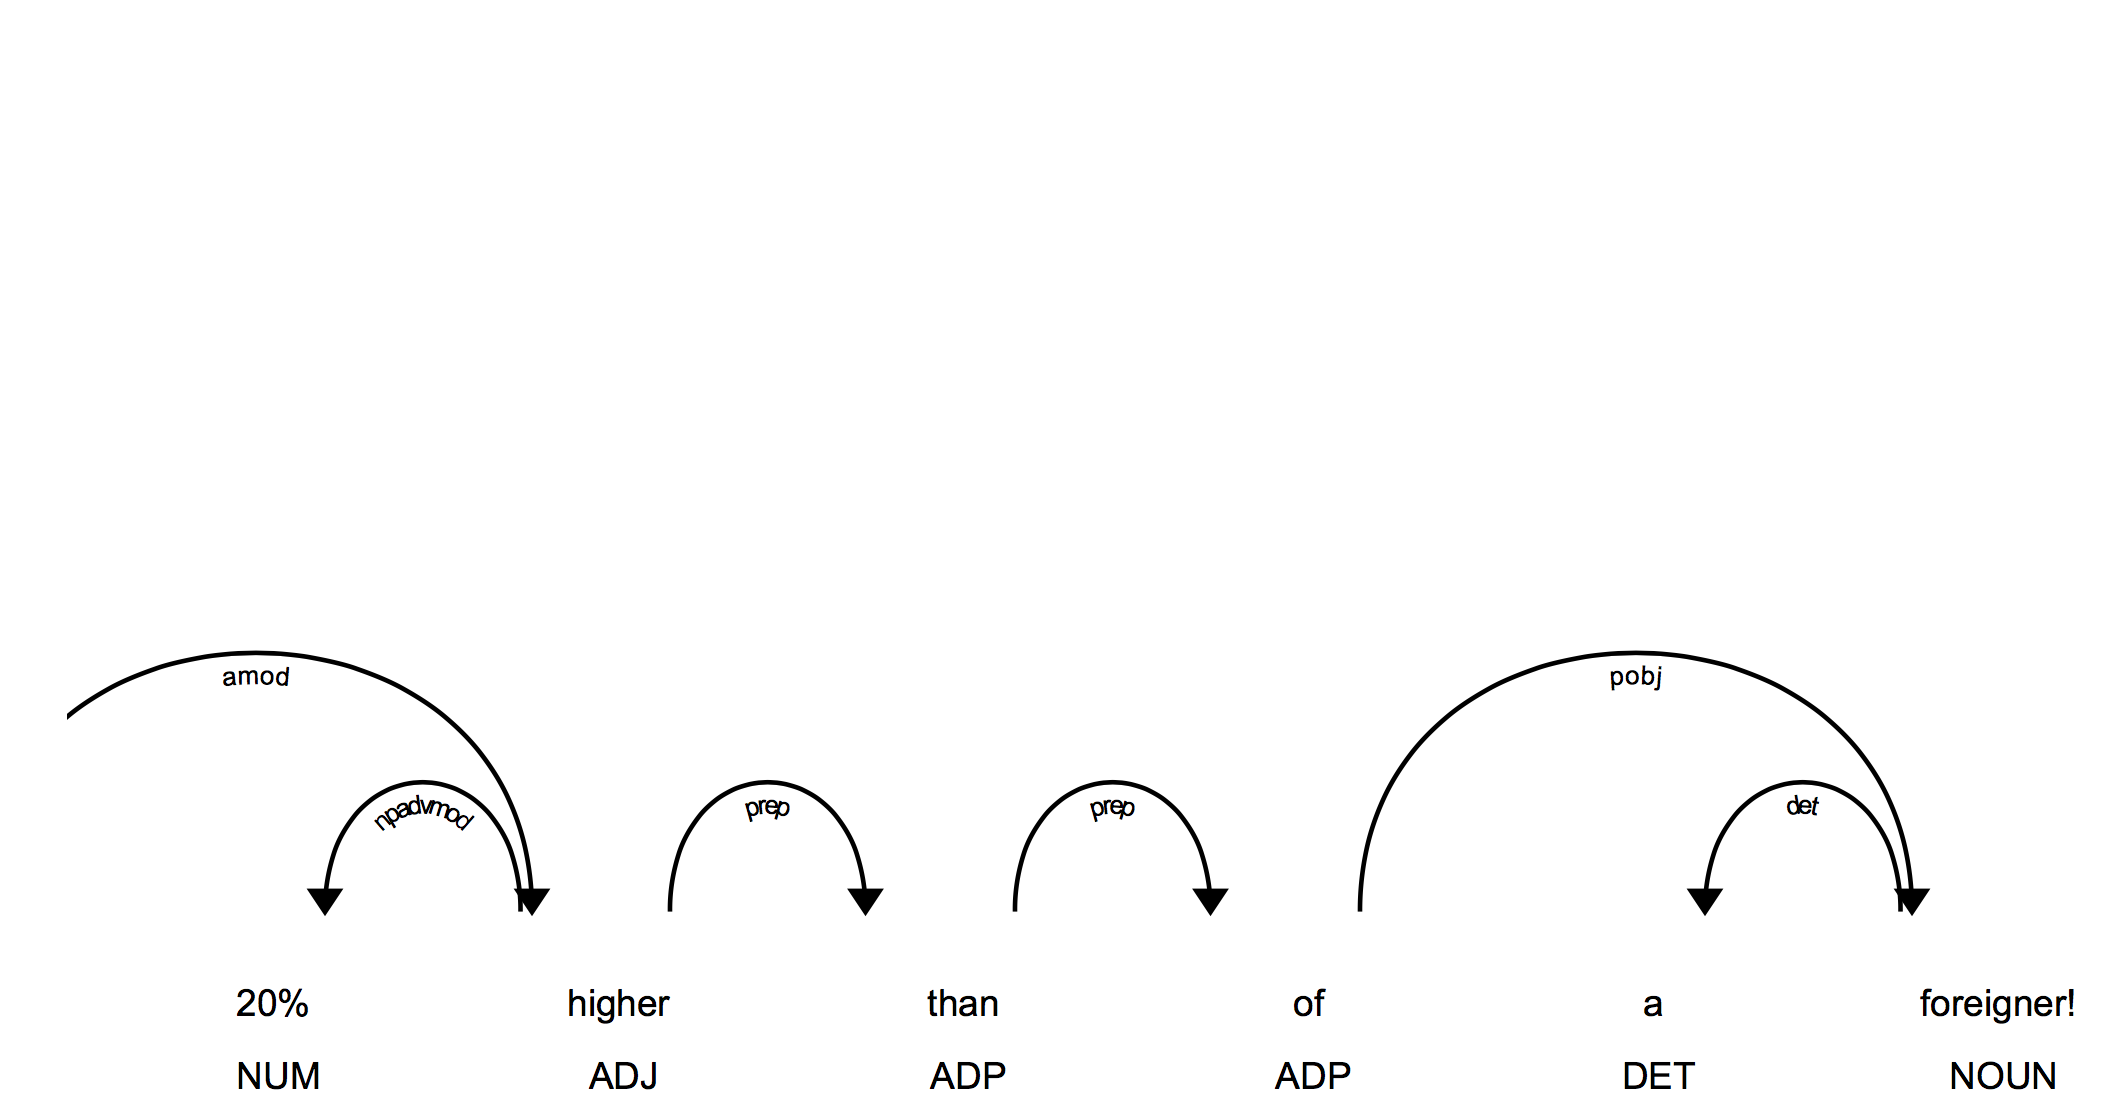 amod pobj
npadvmod prep prep det
20% higher than of a foreigner!
NUM ADJ ADP ADP DET NOUN